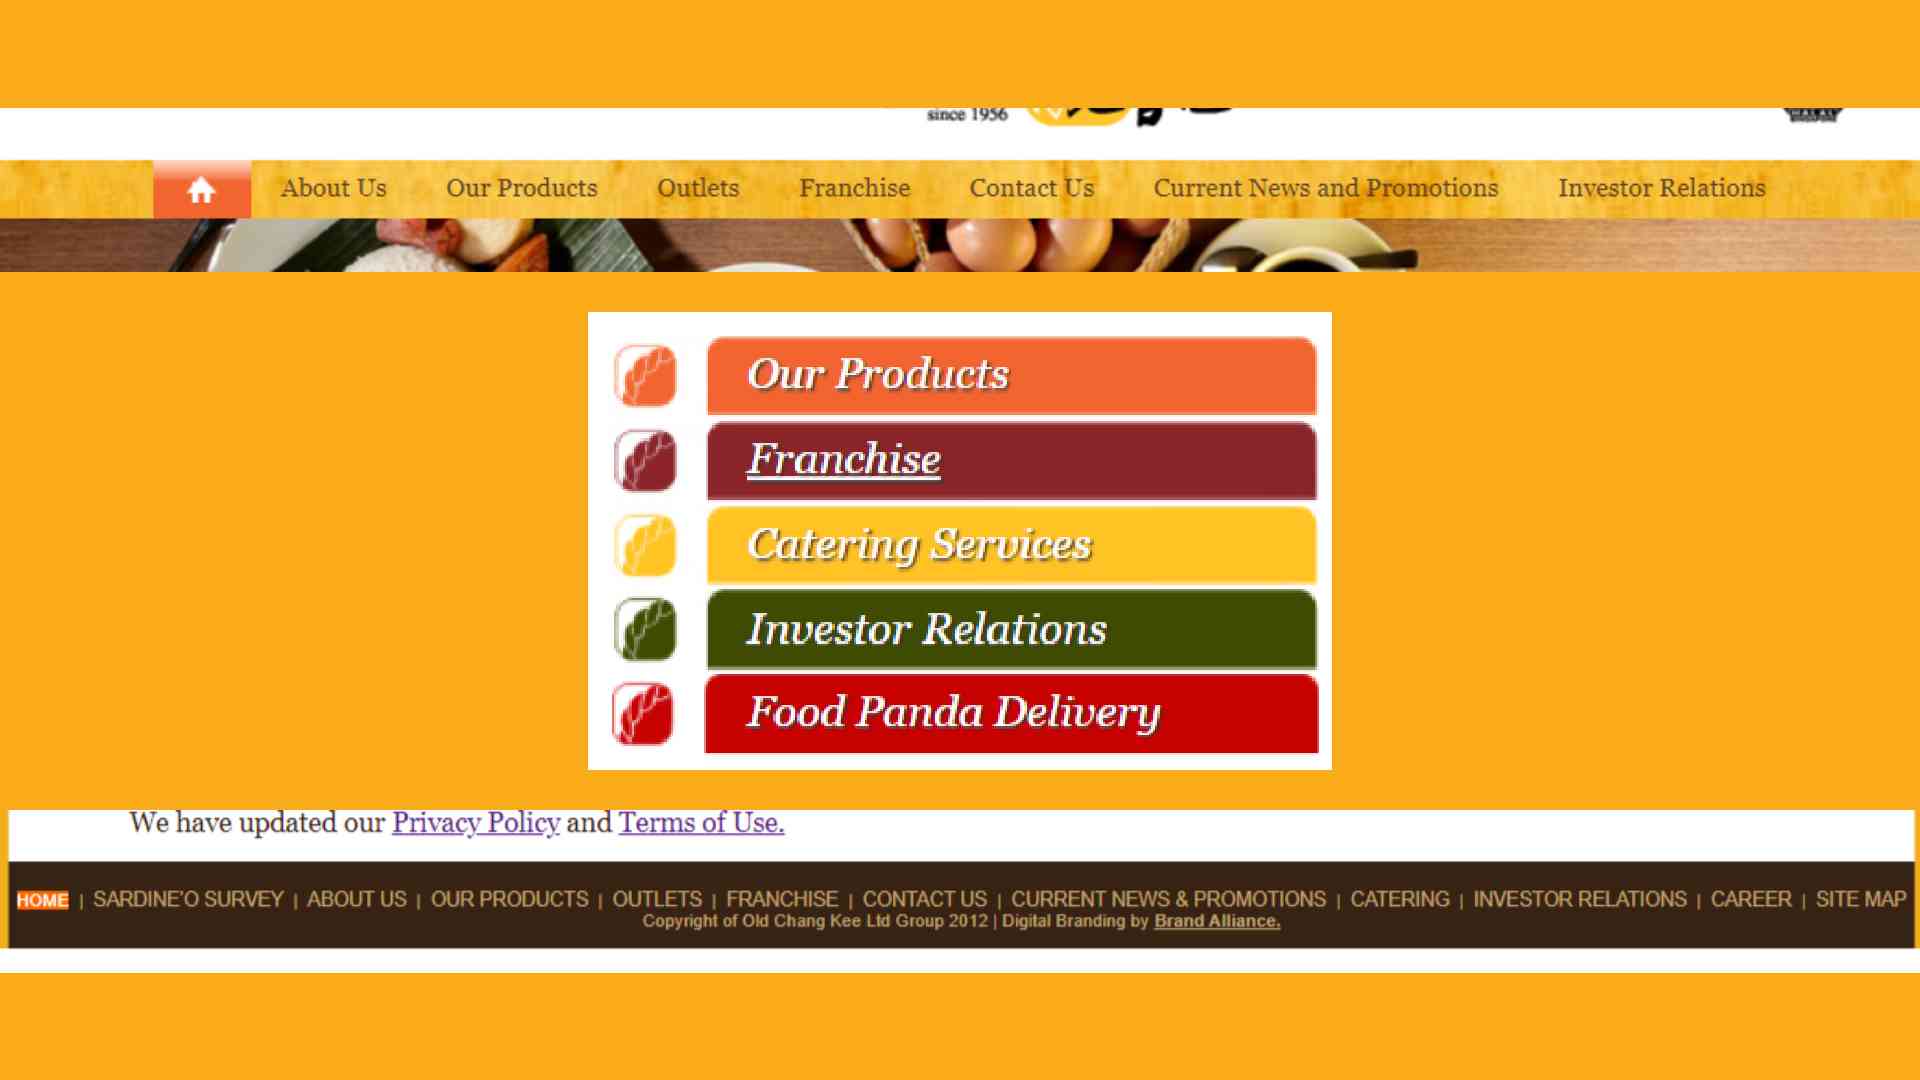 since 1956
About Us Our Products Outlets Franchise Contact Us Current News and Promotions Investor Relations
Our Products
Franchise
Catering Services
Investor Relations
Food Panda Delivery
We have updated our Privacy Policy and Terms of Use.
HOME | SARDINE'O SURVEY | ABOUT US | OUR PRODUCTS | OUTLETS | FRANCHISE | CONTACT US | CURRENT NEWS & PROMOTIONS | CATERING | INVESTOR RELATIONS | CAREER | SITE MAP
Copyright of Old Chang Kee Ltd Group 2012 | Digital Branding by Brand Alliance.